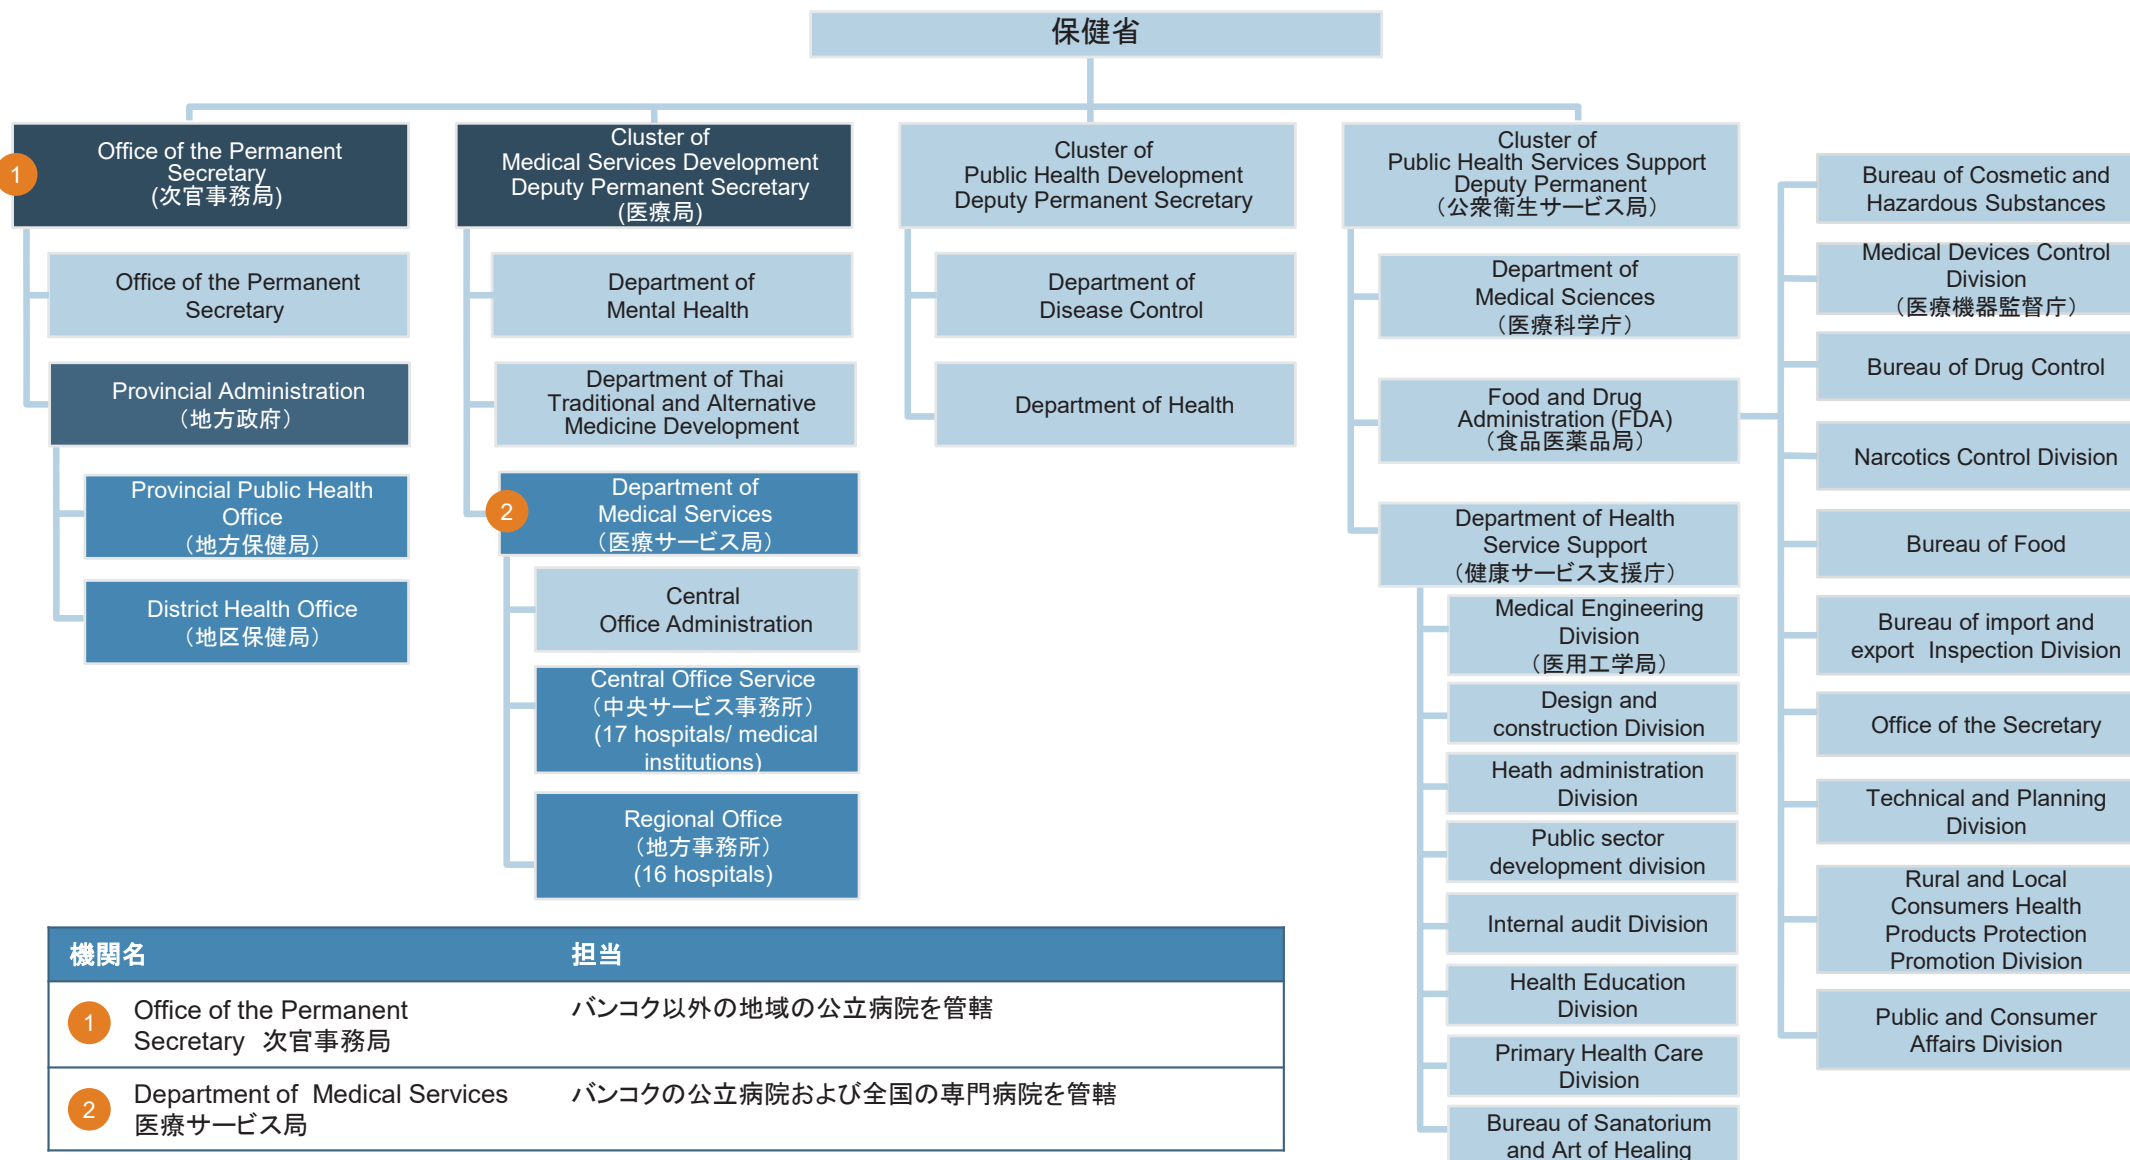 保健省
1
Office of the Permanent
Secretary
(次官事務局)
Cluster of
Medical Services Development
Deputy Permanent Secretary
(医療局)
Cluster of
Public Health Development
Deputy Permanent Secretary
Cluster of
Public Health Services Support
Deputy Permanent
（公衆衛生サービス局）
Office of the Permanent
Secretary
Provincial Administration
（地方政府）
Provincial Public Health
Office
（地方保健局）
District Health Office
（地区保健局）
Department of
Mental Health
Department of Thai
Traditional and Alternative
Medicine Development
2
Department of
Medical Services
（医療サービス局）
Central
Office Administration
Central Office Service
（中央サービス事務所）
(17 hospitals/ medical
institutions)
Regional Office
（地方事務所）
(16 hospitals)
Department of
Disease Control
Department of Health
Department of
Medical Sciences
（医療科学庁）
Food and Drug
Administration (FDA)
（食品医薬品局）
Department of Health
Service Support
（健康サービス支援庁）
Medical Engineering
Division
（医用工学局）
Design and
construction Division
Heath administration
Division
Public sector
development division
Internal audit Division
Health Education
Division
Primary Health Care
Division
Bureau of Sanatorium
and Art of Healing
Bureau of Cosmetic and
Hazardous Substances
Medical Devices Control
Division
（医療機器監督庁）
Bureau of Drug Control
Narcotics Control Division
Bureau of Food
Bureau of import and
export Inspection Division
Office of the Secretary
Technical and Planning
Division
Rural and Local
Consumers Health
Products Protection
Promotion Division
Public and Consumer
Affairs Division
機関名 担当
1 Office of the Permanent バンコク以外の地域の公立病院を管轄
Secretary 次官事務局
2 Department of Medical Services バンコクの公立病院および全国の専門病院を管轄
医療サービス局